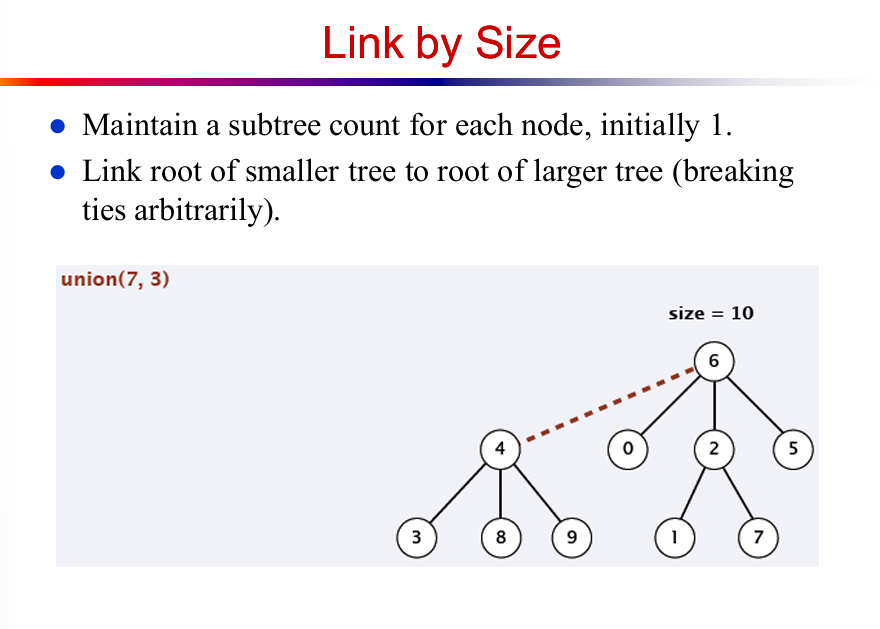 Link by Size
Maintain a subtree count for each node, initially 1.
Link root of smaller tree to root of larger tree (breaking
ties arbitrarily).
union(7, 3)
size = 10
6
4
0
2
5
3
8
9
1
7